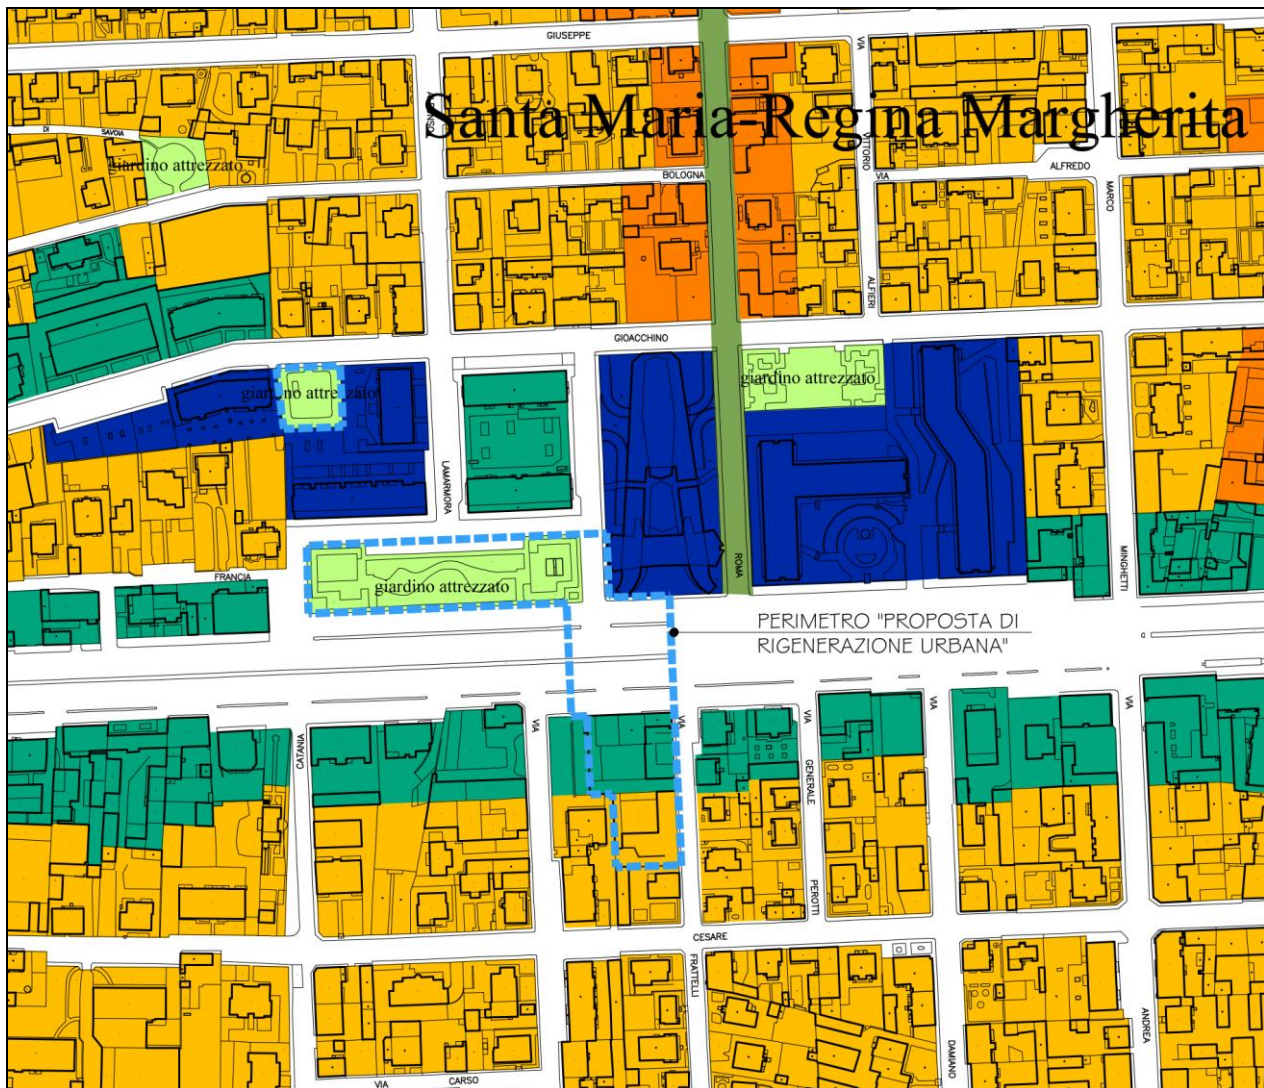 GIUSEPPE
VIA
Santa Maria-Regina Margherita
DI
SAVOIA
giardino attrezzato
VITTORIO
BOLOGNA
VIA
ALFREDO
MARCO
ALFIERI
GIOACCHINO
giardino attrezzato
giardino attrezzato
LAMARMORA
FRANCIA
giardino attrezzato
ROMA
MINGHETTI
PERIMETRO "PROPOSTA DI
RIGENERAZIONE URBANA"
CATANIA
VIA
VIA
VIA
GENERALE
VIA
VIA
PEROTTI
CESARE
FRATELLI
DAMIANO
ANDREA
VIA
CARSO